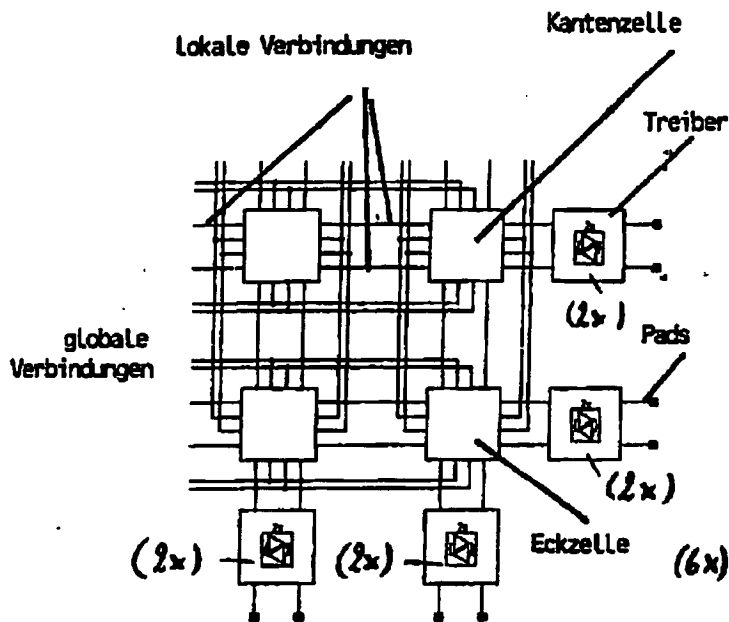 Kantenzelle
lokale Verbindungen
Treiber
(2x)
globale
Verbindungen
Pads
(2x)
(2x)
(2x)
Eckzelle
(6x)